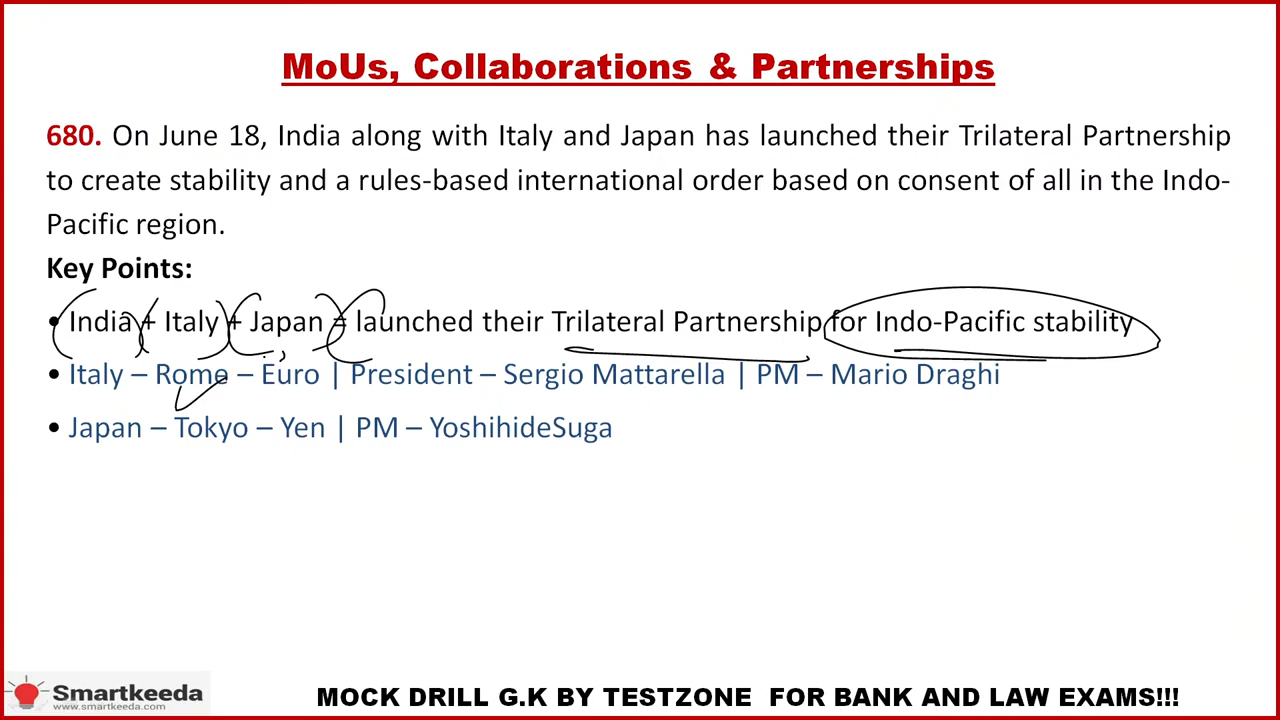 MoUs, Collaborations & Partnerships
680. On June 18, India along with Italy and Japan has launched their Trilateral Partnership
to create stability and a rules-based international order based on consent of all in the Indo-
Pacific region.
Key Points:
• India + Italy + Japan = launched their Trilateral Partnership for Indo-Pacific stability
• Italy – Rome – Euro | President – Sergio Mattarella | PM – Mario Draghi
• Japan – Tokyo – Yen | PM – YoshihideSuga
Smartkeeda
www.smartkeeda.com
MOCK DRILL G.K BY TESTZONE FOR BANK AND LAW EXAMS!!!